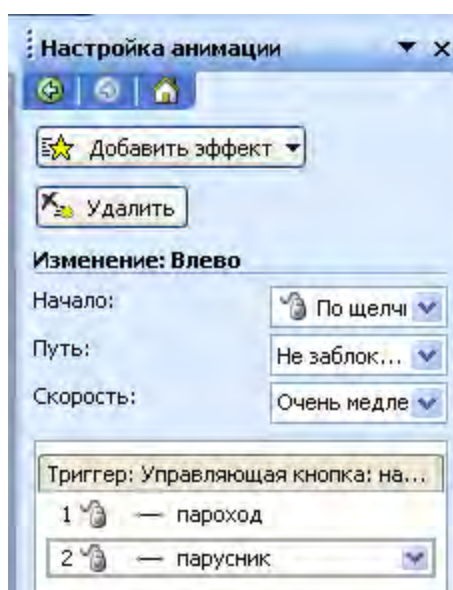 Настройка анимации
Добавить эффект
Удалить
Изменение: Влево
Начало: По щелч
Путь: Не заблок...
Скорость: Очень медле
Триггер: Управляющая кнопка: на...
1 — пароход
2 — парусник